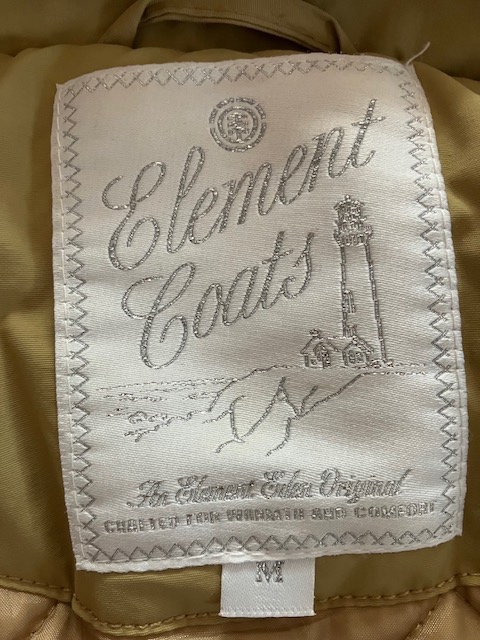 Element
Coats
An Element Eden Original
CRAFTED FOR WARMTH AND COMFORT
M